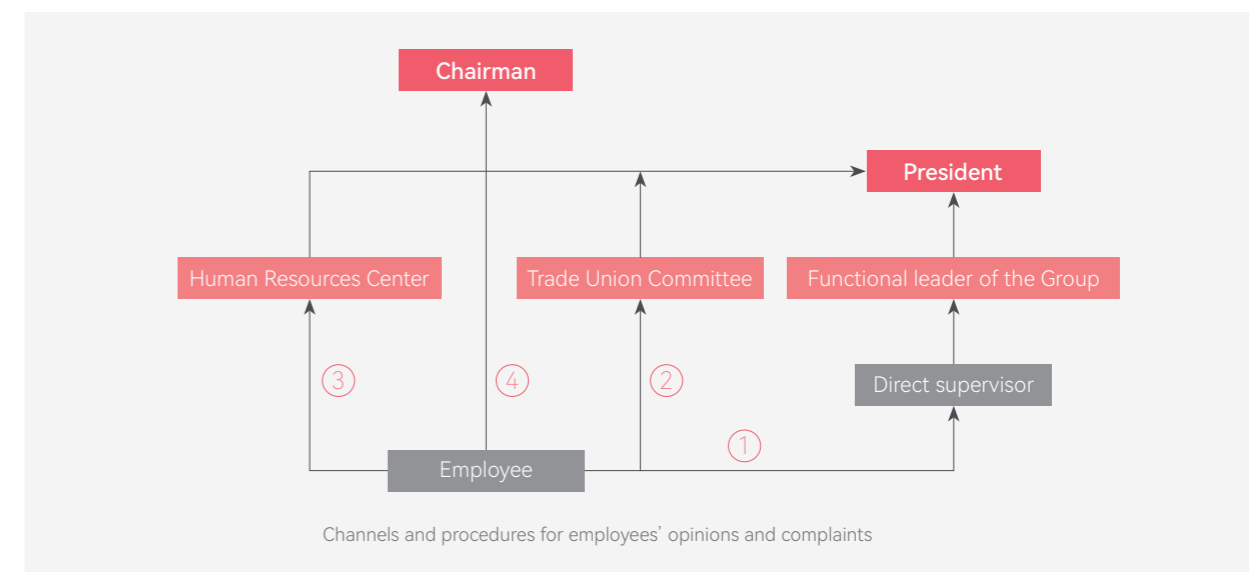 Chairman
President
Human Resources Center
Trade Union Committee
Functional leader of the Group
③
④
②
Direct supervisor
①
Employee
Channels and procedures for employees’ opinions and complaints